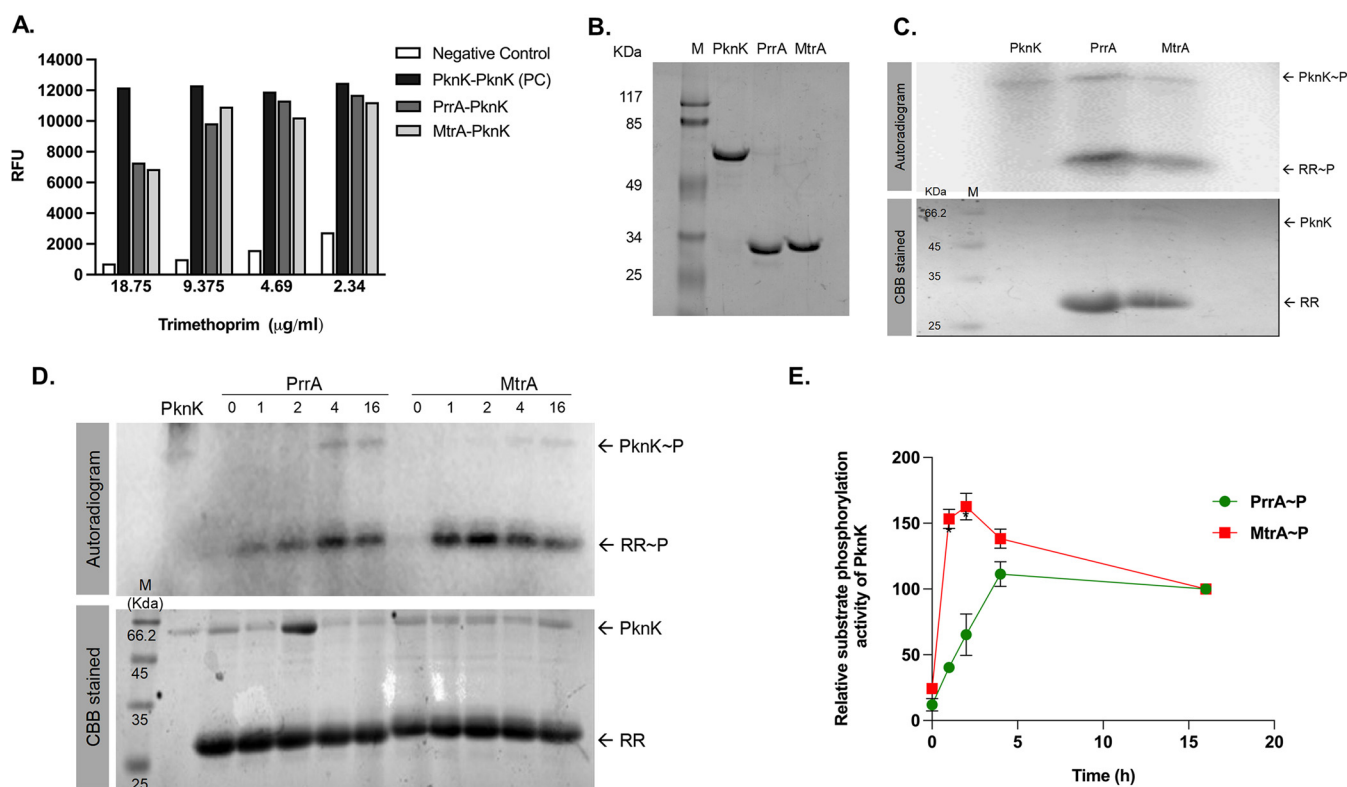 A.
Negative Control
PknK-PknK (PC)
PrrA-PknK
MtrA-PknK
14000
12000
10000
8000
6000
4000
2000
0
RFU
18.75 9.375 4.69 2.34
Trimethoprim (μg/ml)
B.
KDa M PknK PrrA MtrA
117
85
49
34
25
C.
PknK PrrA MtrA
Autoradiogram
← PknK~P
← RR~P
KDa M
CBB stained
66.2
45
35
25
← PknK
← RR
D.
PrrA MtrA
PknK 0 1 2 4 16 0 1 2 4 16
Autoradiogram
← PknK~P
← RR~P
M
(Kda)
CBB stained
66.2
45
35
25
← PknK
← RR
E.
Relative substrate phosphorylation
activity of PknK
200
150
100
50
0
0 5 10 15 20
Time (h)
PrrA~P
MtrA~P
*
*